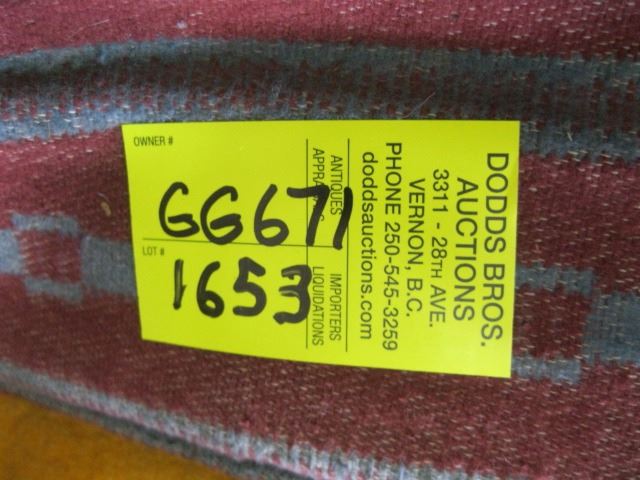 DODDS BROS.
AUCTIONS
3311 - 28TH AVE.
VERNON, B.C.
PHONE 250-545-3259
doddsauctions.com
ANTIQUES IMPORTERS
LIQUIDATIONS
OWNER #
GG671
LOT #
1653